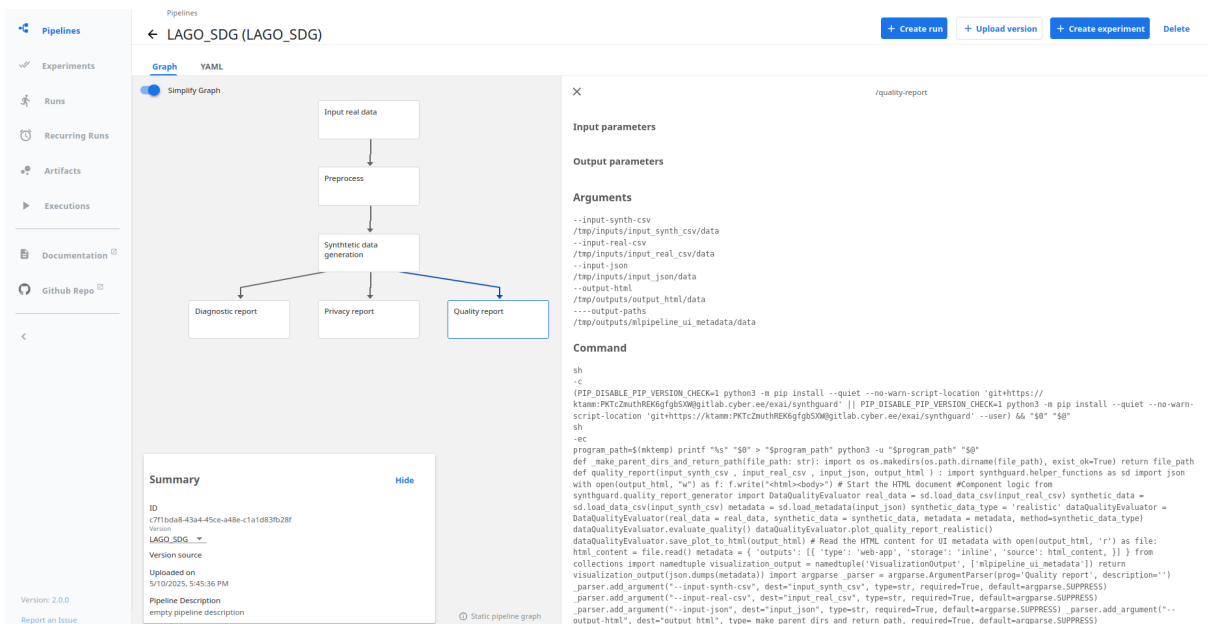 Pipelines
Experiments
Runs
Recurring Runs
Artifacts
Executions
Documentation
Github Repo
Version: 2.0.0
Report an Issue
Pipelines
LAGO_SDG (LAGO_SDG)
+ Create run
+ Upload version
+ Create experiment
Delete
Graph YAML
Simplify Graph
Input real data
Preprocess
Synthtetic data
generation
Diagnostic report
Privacy report
Quality report
Summary
Hide
ID
c7f1bda8-43a4-45ce-a48e-c1a1d83fb28f
Version
LAGO_SDG
Version source
Uploaded on
5/10/2025, 5:45:36 PM
Pipeline Description
empty pipeline description
Static pipeline graph
/quality-report
Input parameters
Output parameters
Arguments
--input-synth-csv
/tmp/inputs/input_synth_csv/data
--input-real-csv
/tmp/inputs/input_real_csv/data
--input-json
/tmp/inputs/input_json/data
--output-html
/tmp/outputs/output_html/data
----output-paths
/tmp/outputs/mlpipeline_ui_metadata/data
Command
sh
-c
(PIP_DISABLE_PIP_VERSION_CHECK=1 python3 -m pip install --quiet --no-warn-script-location 'git+https://
ktamm:PKTcZmuthREK6gfgbSXW@gitlab.cyber.ee/exai/synthguard' || PIP_DISABLE_PIP_VERSION_CHECK=1 python3 -m pip install --quiet --no-warn-
script-location 'git+https://ktamm:PKTcZmuthREK6gfgbSXW@gitlab.cyber.ee/exai/synthguard' --user) && "$0" "$@"
sh
-ec
program_path=$(mktemp) printf "%s" "$0" > "$program_path" python3 -u "$program_path" "$@"
def _make_parent_dirs_and_return_path(file_path: str): import os os.makedirs(os.path.dirname(file_path), exist_ok=True) return file_path
def quality_report(input_synth_csv , input_real_csv , input_json, output_html ) : import synthguard.helper_functions as sd import json
with open(output_html, "w") as f: f.write("<html><body>") # Start the HTML document #Component logic from
synthguard.quality_report_generator import DataQualityEvaluator real_data = sd.load_data_csv(input_real_csv) synthetic_data =
sd.load_data_csv(input_synth_csv) metadata = sd.load_metadata(input_json) synthetic_data_type = 'realistic' dataQualityEvaluator =
DataQualityEvaluator(real_data = real_data, synthetic_data = synthetic_data, metadata = metadata, method=synthetic_data_type)
dataQualityEvaluator.evaluate_quality() dataQualityEvaluator.plot_quality_report_realistic()
dataQualityEvaluator.save_plot_to_html(output_html) # Read the HTML content for UI metadata with open(output_html, 'r') as file:
html_content = file.read() metadata = { 'outputs': [{ 'type': 'web-app', 'storage': 'inline', 'source': html_content, }] } from
collections import namedtuple visualization_output = namedtuple('VisualizationOutput', ['mlpipeline_ui_metadata']) return
visualization_output(json.dumps(metadata)) import argparse _parser = argparse.ArgumentParser(prog='Quality report', description='')
_parser.add_argument("--input-synth-csv", dest="input_synth_csv", type=str, required=True, default=argparse.SUPPRESS)
_parser.add_argument("--input-real-csv", dest="input_real_csv", type=str, required=True, default=argparse.SUPPRESS)
_parser.add_argument("--input-json", dest="input_json", type=str, required=True, default=argparse.SUPPRESS) _parser.add_argument("--
output-html", dest="output_html", type=_make_parent_dirs_and_return_path, required=True, default=argparse.SUPPRESS)